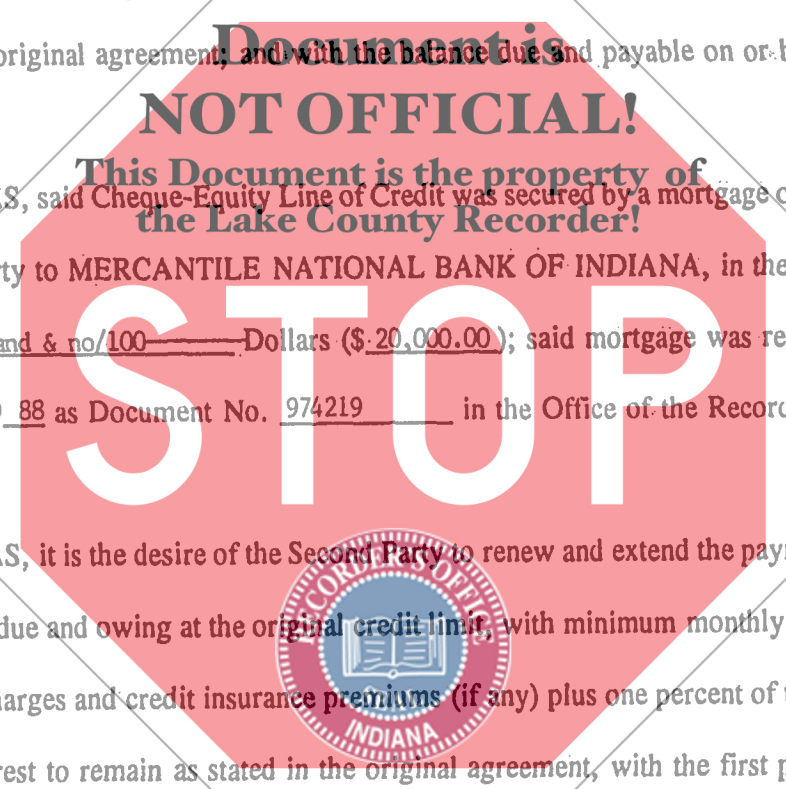 original agreement; and with the balance due and payable on or
Document is
NOT OFFICIAL!
This Document is the property of
S, said Cheque-Equity Line of Credit was secured by a mortgage
the Lake County Recorder!
ty to MERCANTILE NATIONAL BANK OF INDIANA, in the
and & no/100 Dollars ($ 20,000.00 ); said mortgage was re
88 as Document No. 974219 in the Office of the Record
STOP
S, it is the desire of the Second Party to renew and extend the pay
RECORDER'S OFFICE
due and owing at the original credit limit, with minimum monthly
arges and credit insurance premiums (if any) plus one percent of
INDIANA
rest to remain as stated in the original agreement, with the first p